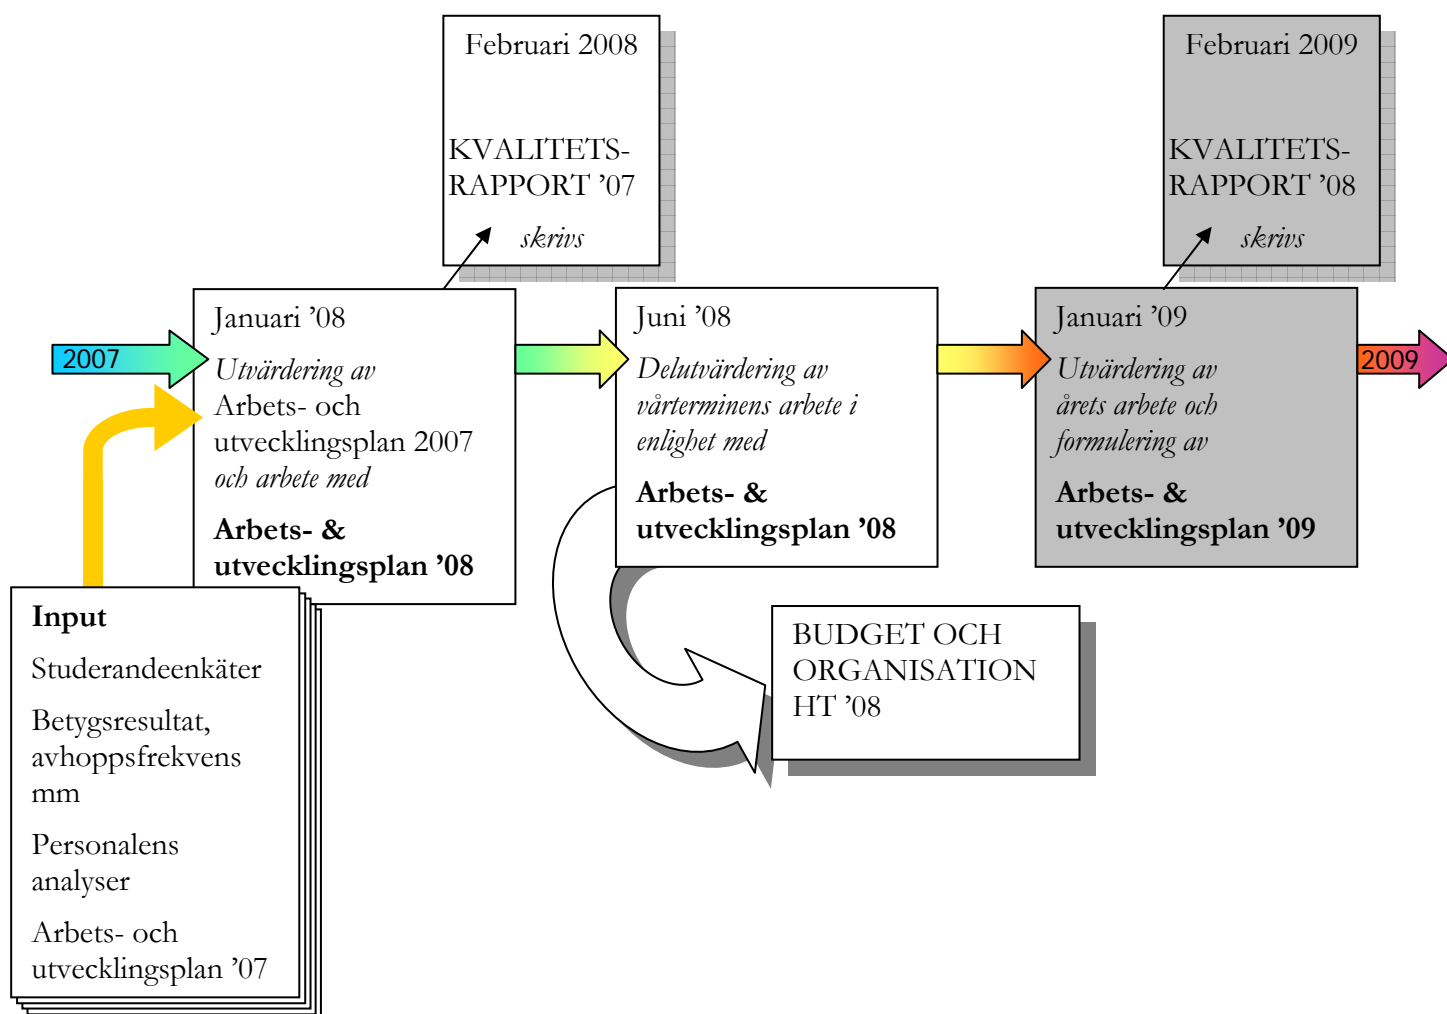 Februari 2008
KVALITETS-
RAPPORT ’07
skrivs
Februari 2009
KVALITETS-
RAPPORT ’08
skrivs
2007
Januari ’08
Utvärdering av
Arbets- och
utvecklingsplan 2007
och arbete med
Arbets- &
utvecklingsplan ’08
Juni ’08
Delutvärdering av
vårterminens arbete i
enlighet med
Arbets- &
utvecklingsplan ’08
Januari ’09
Utvärdering av
årets arbete och
formulering av
Arbets- &
utvecklingsplan ’09
2009
Input
Studerandeenkäter
Betygsresultat,
avhoppsfrekvens
mm
Personalens
analyser
Arbets- och
utvecklingsplan ’07
BUDGET OCH
ORGANISATION
HT ’08